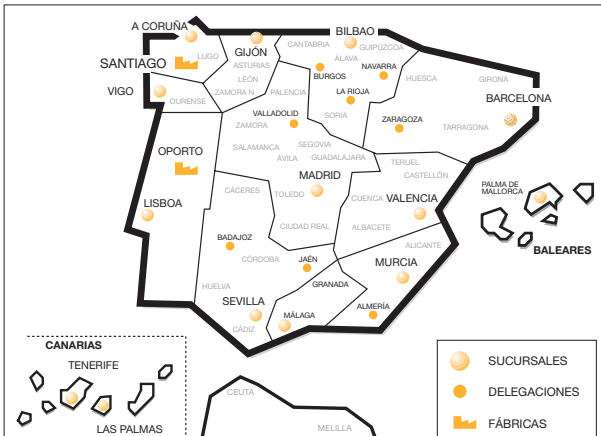 A CORUÑA
LUGO
GIJÓN
ASTURIAS
CANTABRIA
BILBAO
GUIPÚZCOA
ÁLAVA
SANTIAGO
LEÓN
BURGOS
NAVARRA
HUESCA
GIRONA
VIGO
OURENSE
ZAMORA N
PALENCIA
LA RIOJA
BARCELONA
VALLADOLID
SORIA
ZARAGOZA
ZAMORA
TARRAGONA
OPORTO
SALAMANCA
SEGOVIA
ÁVILA
GUADALAJARA
TERUEL
CASTELLÓN
MADRID
CÁCERES
TOLEDO
CUENCA
VALENCIA
PALMA DE
MALLORCA
LISBOA
CIUDAD REAL
ALBACETE
BADAJOZ
ALICANTE
BALEARES
CÓRDOBA
JAÉN
MURCIA
HUELVA
GRANADA
SEVILLA
MÁLAGA
ALMERÍA
CÁDIZ
CANARIAS
TENERIFE
LAS PALMAS
CEUTA
MELILLA
SUCURSALES
DELEGACIONES
FÁBRICAS